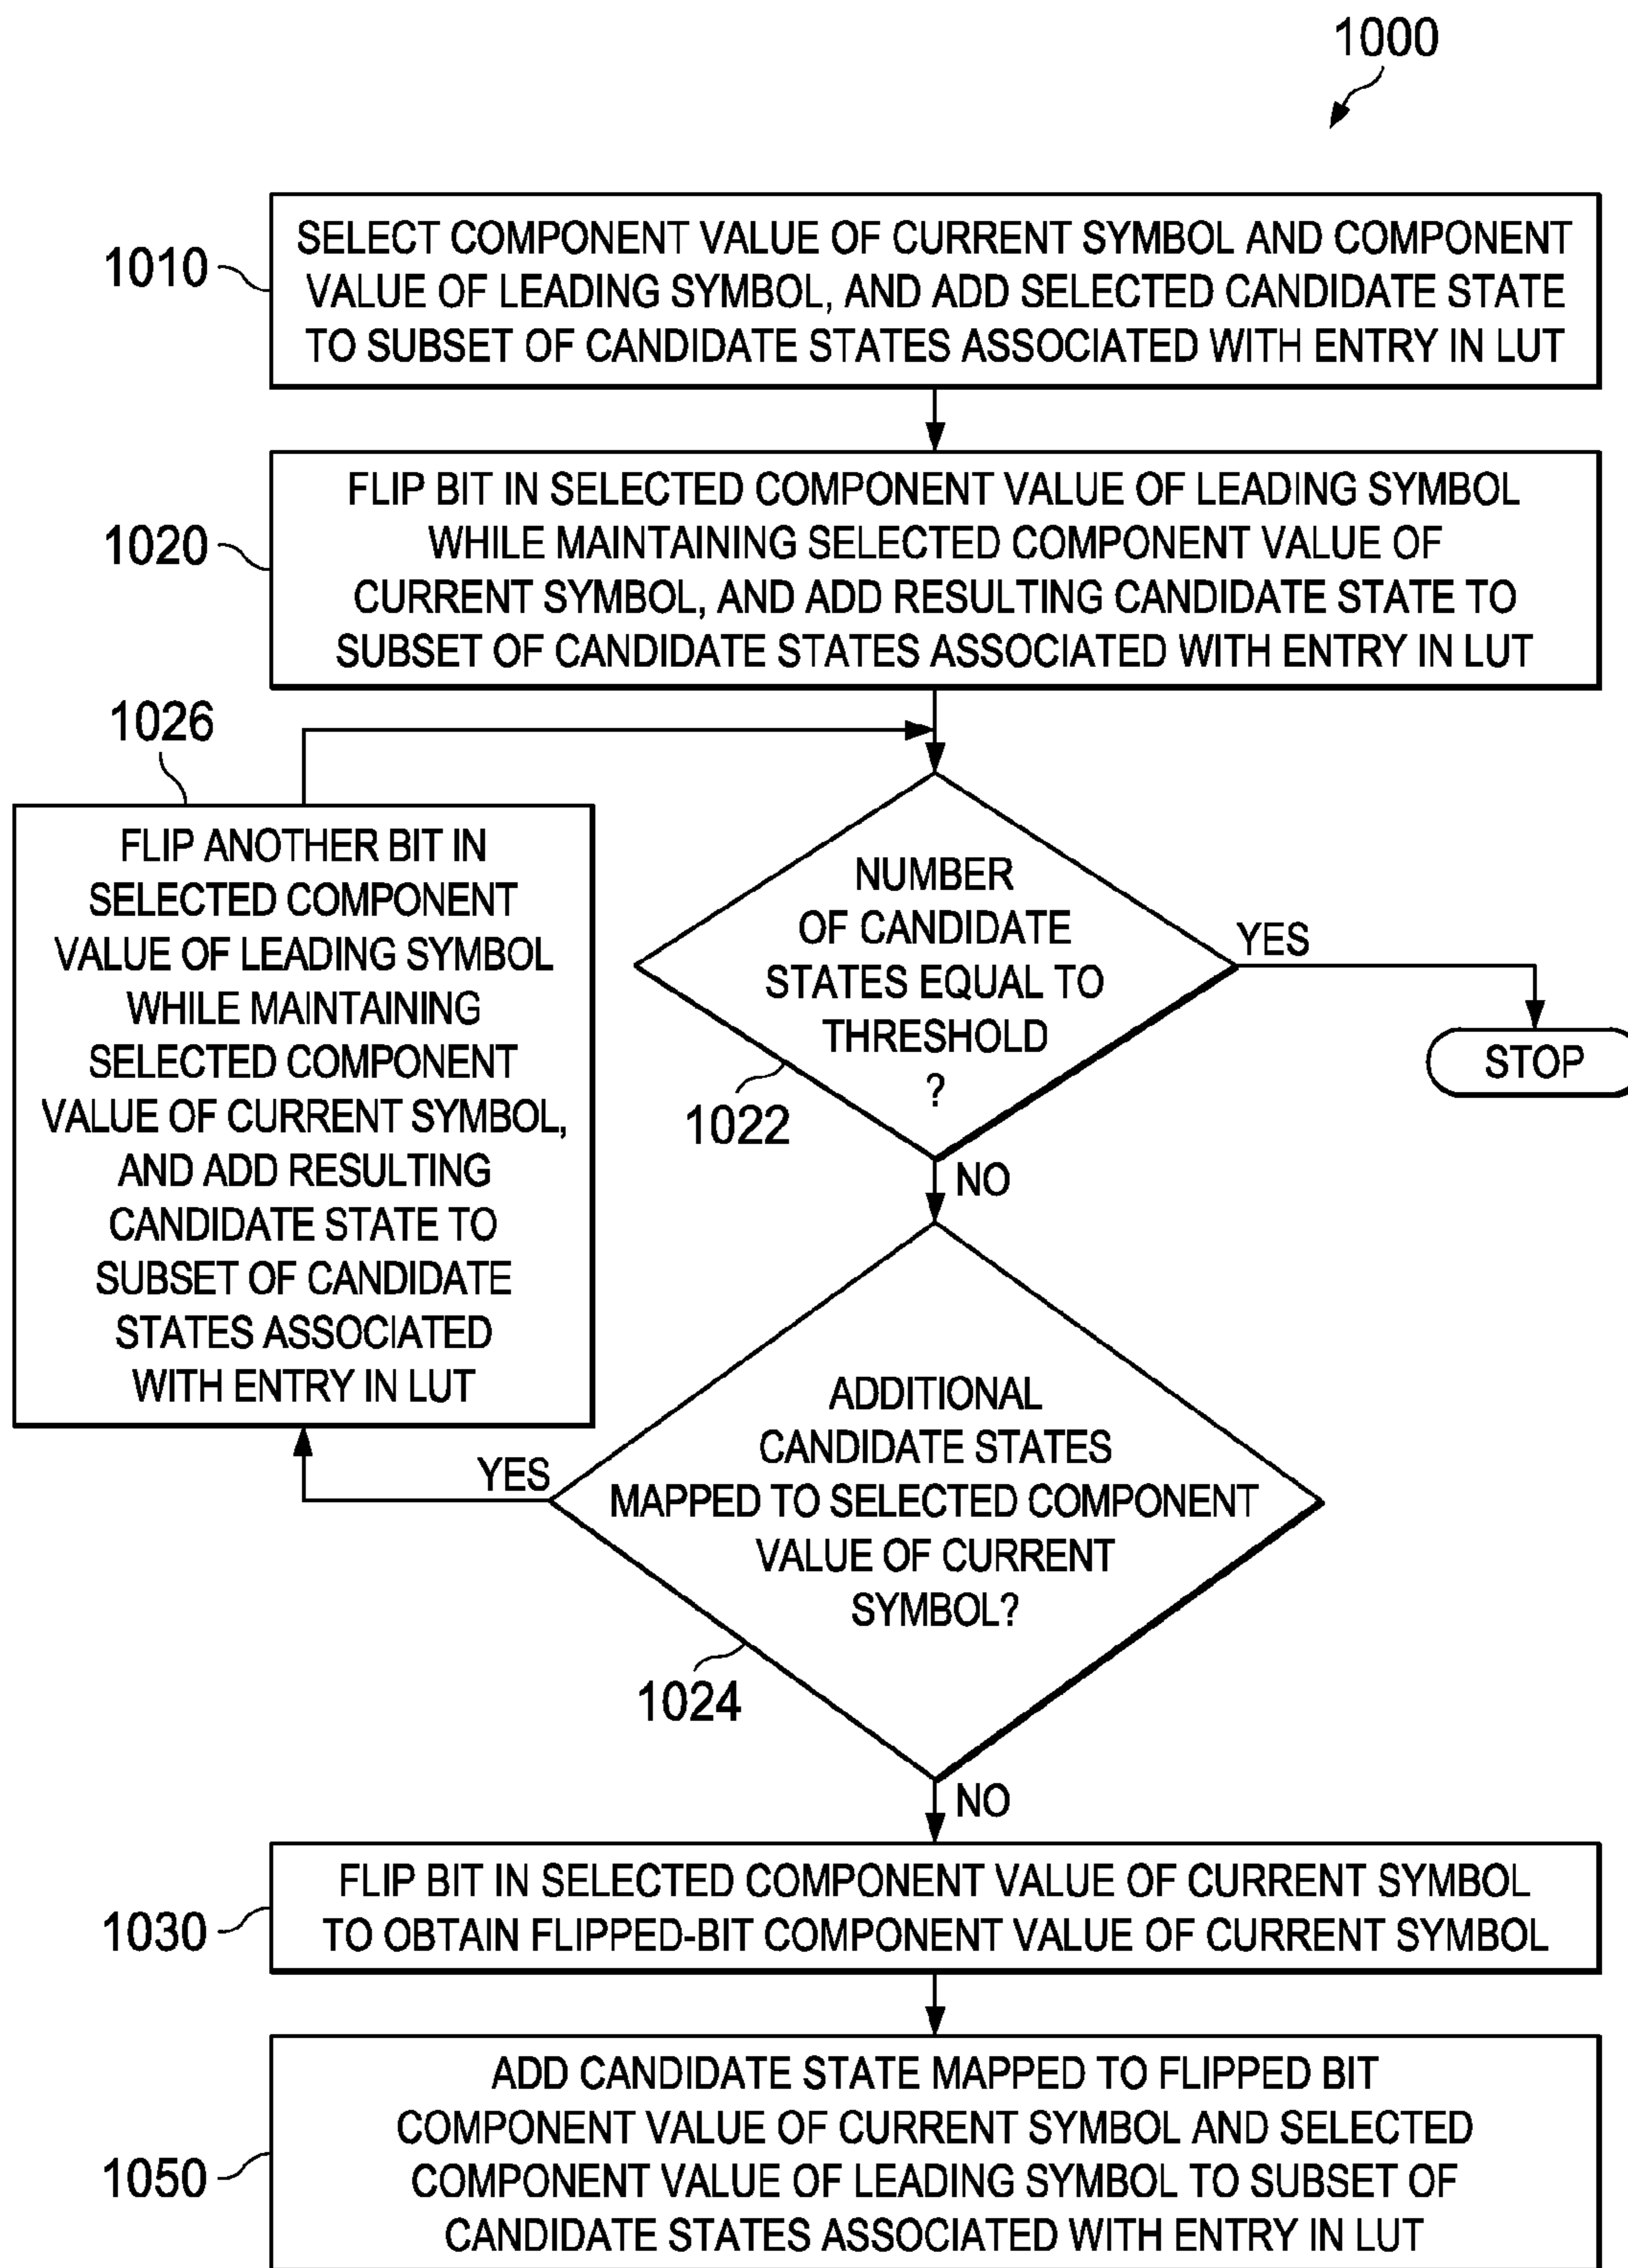 1000
1010
SELECT COMPONENT VALUE OF CURRENT SYMBOL AND COMPONENT
VALUE OF LEADING SYMBOL, AND ADD SELECTED CANDIDATE STATE
TO SUBSET OF CANDIDATE STATES ASSOCIATED WITH ENTRY IN LUT
1020
FLIP BIT IN SELECTED COMPONENT VALUE OF LEADING SYMBOL
WHILE MAINTAINING SELECTED COMPONENT VALUE OF
CURRENT SYMBOL, AND ADD RESULTING CANDIDATE STATE TO
SUBSET OF CANDIDATE STATES ASSOCIATED WITH ENTRY IN LUT
1026
FLIP ANOTHER BIT IN
SELECTED COMPONENT
VALUE OF LEADING SYMBOL
WHILE MAINTAINING
SELECTED COMPONENT
VALUE OF CURRENT SYMBOL,
AND ADD RESULTING
CANDIDATE STATE TO
SUBSET OF CANDIDATE
STATES ASSOCIATED
WITH ENTRY IN LUT
NUMBER
OF CANDIDATE
STATES EQUAL TO
THRESHOLD
?
1022
YES
STOP
NO
ADDITIONAL
CANDIDATE STATES
MAPPED TO SELECTED COMPONENT
VALUE OF CURRENT
SYMBOL?
YES
1024
NO
1030
FLIP BIT IN SELECTED COMPONENT VALUE OF CURRENT SYMBOL
TO OBTAIN FLIPPED-BIT COMPONENT VALUE OF CURRENT SYMBOL
1050
ADD CANDIDATE STATE MAPPED TO FLIPPED BIT
COMPONENT VALUE OF CURRENT SYMBOL AND SELECTED
COMPONENT VALUE OF LEADING SYMBOL TO SUBSET OF
CANDIDATE STATES ASSOCIATED WITH ENTRY IN LUT